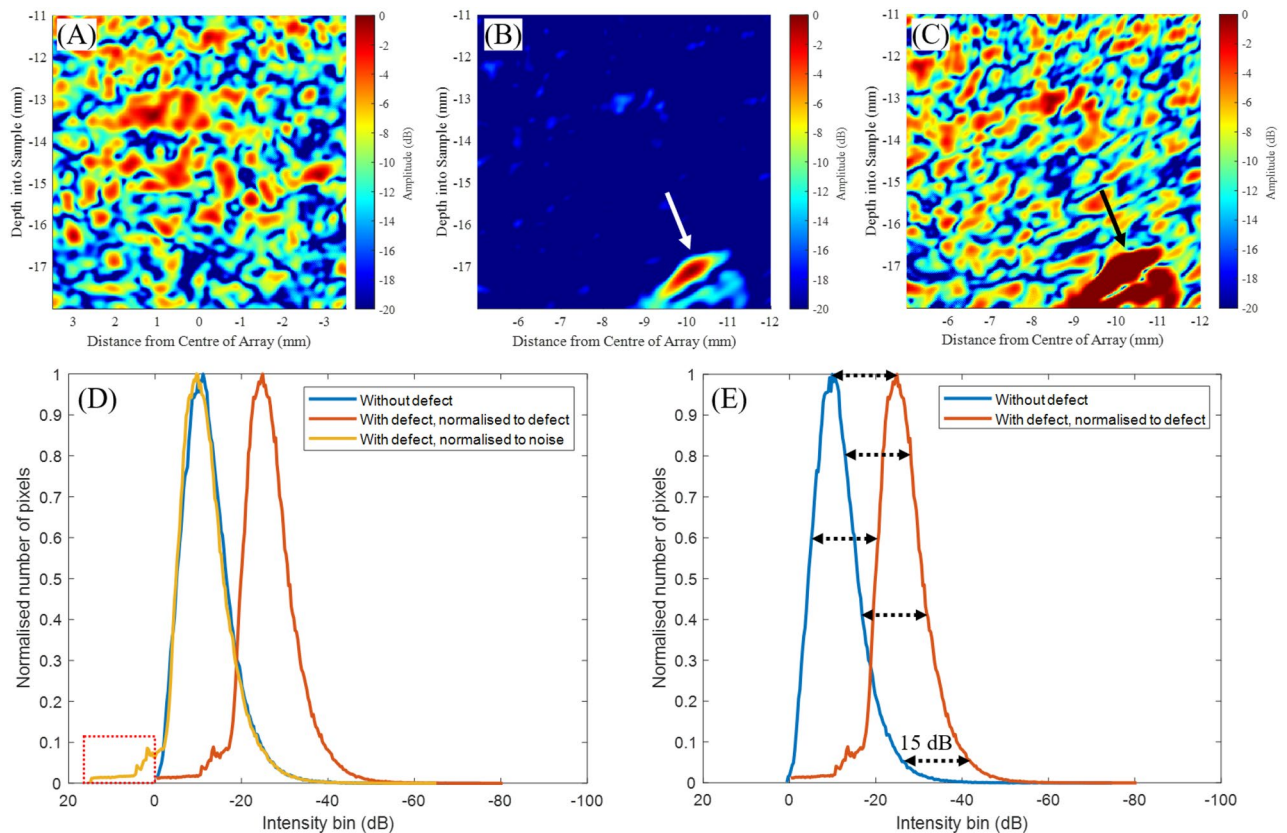 (A)
-11
-12
-13
-14
-15
-16
-17
Depth into Sample (mm)
3 2 1 0 -1 -2 -3
Distance from Centre of Array (mm)
0
-2
-4
-6
-8
-10
-12
-14
-16
-18
-20
Amplitude (dB)
(B)
-11
-12
-13
-14
-15
-16
-17
Depth into Sample (mm)
-6 -7 -8 -9 -10 -11 -12
Distance from Centre of Array (mm)
0
-2
-4
-6
-8
-10
-12
-14
-16
-18
-20
Amplitude (dB)
(C)
-11
-12
-13
-14
-15
-16
-17
Depth into Sample (mm)
-6 -7 -8 -9 -10 -11 -12
Distance from Centre of Array (mm)
0
-2
-4
-6
-8
-10
-12
-14
-16
-18
-20
Amplitude (dB)
(D)
Without defect
With defect, normalised to defect
With defect, normalised to noise
1
0.9
0.8
0.7
0.6
0.5
0.4
0.3
0.2
0.1
0
Normalised number of pixels
20 0 -20 -40 -60 -80 -100
Intensity bin (dB)
(E)
Without defect
With defect, normalised to defect
15 dB
1
0.9
0.8
0.7
0.6
0.5
0.4
0.3
0.2
0.1
0
Normalised number of pixels
20 0 -20 -40 -60 -80 -100
Intensity bin (dB)